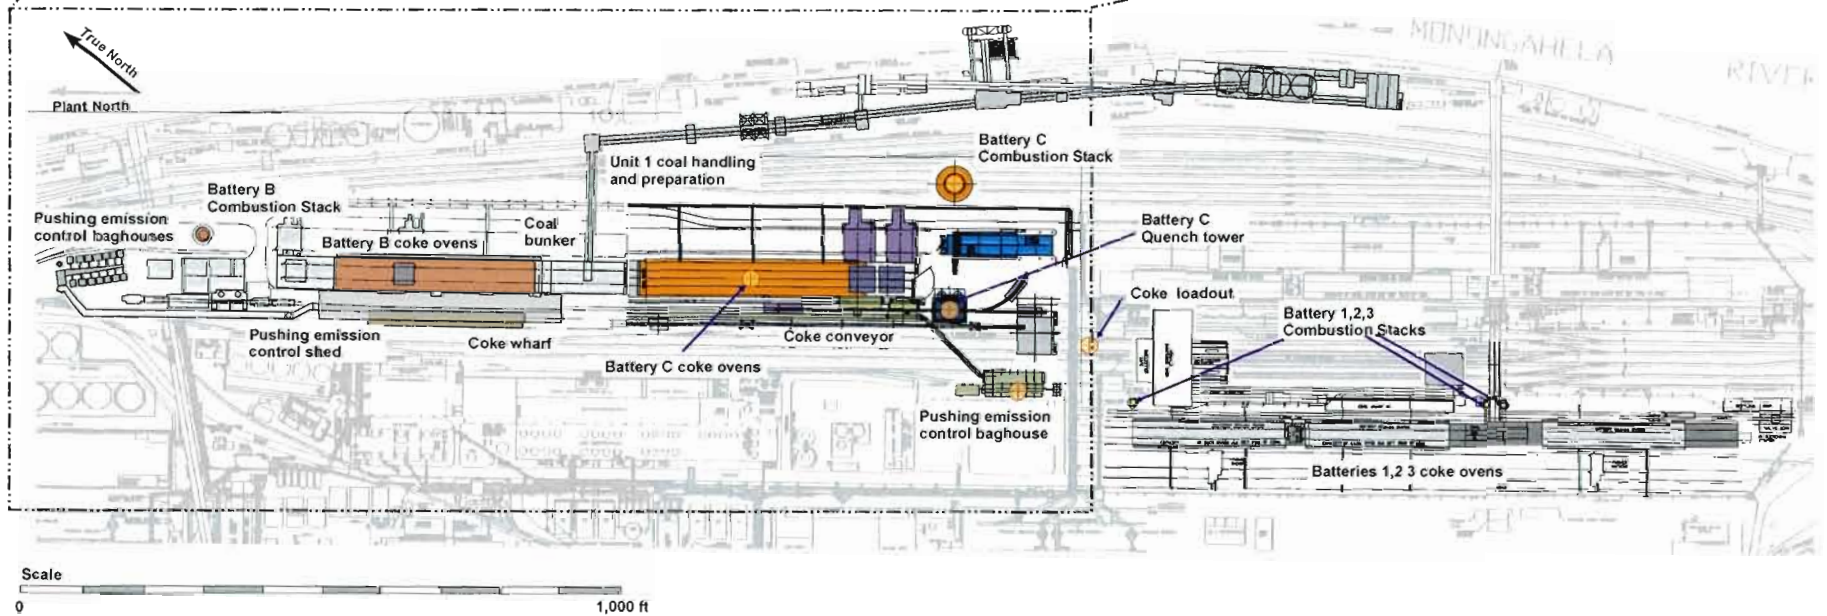 MONONGAHELA
RIVER
True North
Plant North
Battery C
Combustion Stack
Unit 1 coal handling
and preparation
Battery B
Combustion Stack
Pushing emission
control baghouses
Battery B coke ovens
Coal
bunker
Battery C
Quench tower
Coke loadout
Battery 1,2,3
Combustion Stacks
Pushing emission
control shed
Coke wharf
Coke conveyor
Battery C coke ovens
Pushing emission
control baghouse
Batteries 1,2 3 coke ovens
Scale
0
1,000 ft